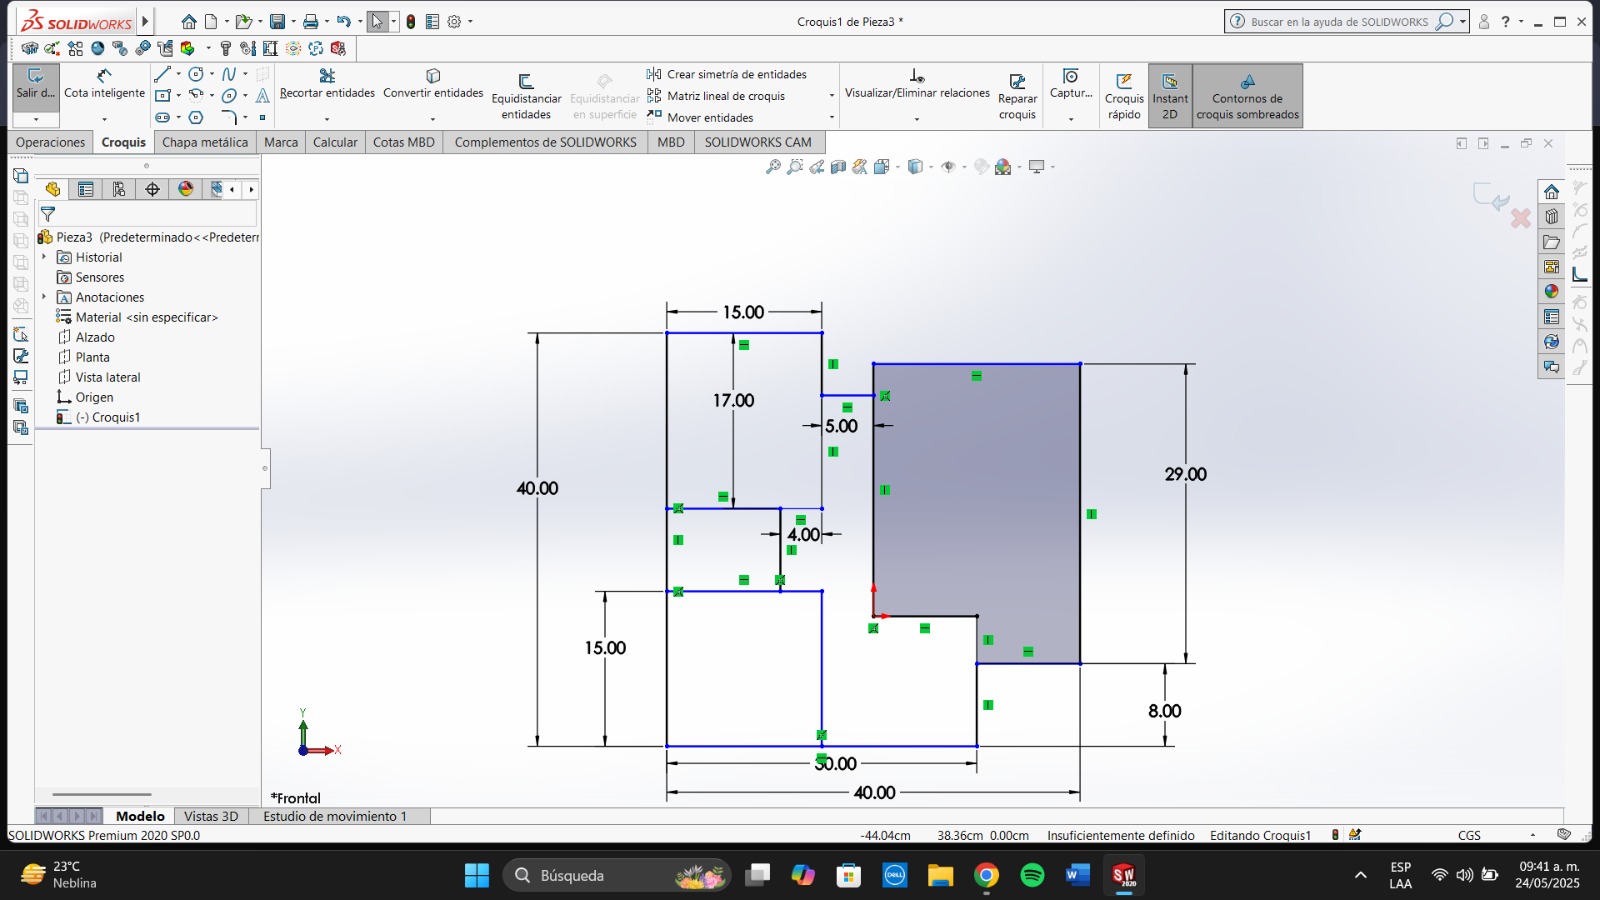 SOLIDWORKS
Croquis1 de Pieza3 *
Buscar en la ayuda de SOLIDWORKS
Salir d...
Cota inteligente
Recortar entidades
Convertir entidades
Equidistanciar entidades
Equidistanciar en superficie
Crear simetría de entidades
Matriz lineal de croquis
Mover entidades
Visualizar/Eliminar relaciones
Reparar croquis
Captur...
Croquis rápido
Instant 2D
Contornos de croquis sombreados
Operaciones
Croquis
Chapa metálica
Marca
Calcular
Cotas MBD
Complementos de SOLIDWORKS
MBD
SOLIDWORKS CAM
Pieza3 (Predeterminado<<Predeterr
Historial
Sensores
Anotaciones
Material <sin especificar>
Alzado
Planta
Vista lateral
Origen
(-) Croquis1
15.00
17.00
5.00
40.00
29.00
4.00
15.00
8.00
30.00
40.00
Y
X
*Frontal
Modelo
Vistas 3D
Estudio de movimiento 1
SOLIDWORKS Premium 2020 SP0.0
-44.04cm
38.36cm 0.00cm
Insuficientemente definido
Editando Croquis1
CGS
23°C
Neblina
Búsqueda
ESP
LAA
09:41 a. m.
24/05/2025